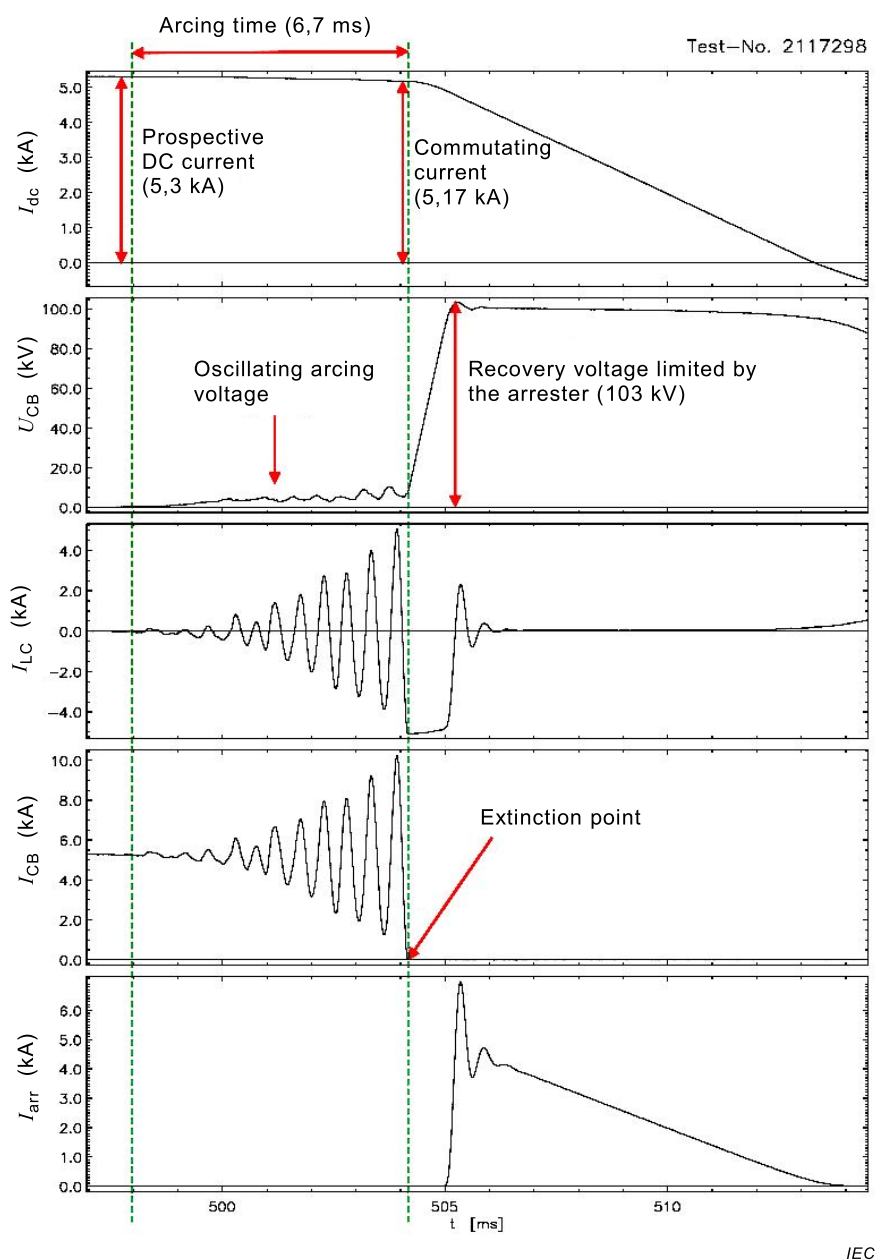 Arcing time (6,7 ms)
Test-No. 2117298
5.0
4.0
3.0
2.0
1.0
0.0
Idc (kA)
Prospective
DC current
(5,3 kA)
Commutating
current
(5,17 kA)
100.0
80.0
60.0
40.0
20.0
0.0
UCB (kV)
Oscillating arcing
voltage
Recovery voltage limited by
the arrester (103 kV)
4.0
2.0
0.0
-2.0
-4.0
ILC (kA)
10.0
8.0
6.0
4.0
2.0
0.0
ICB (kA)
Extinction point
6.0
5.0
4.0
3.0
2.0
1.0
0.0
Iarr (kA)
500
505
510
t [ms]
IEC